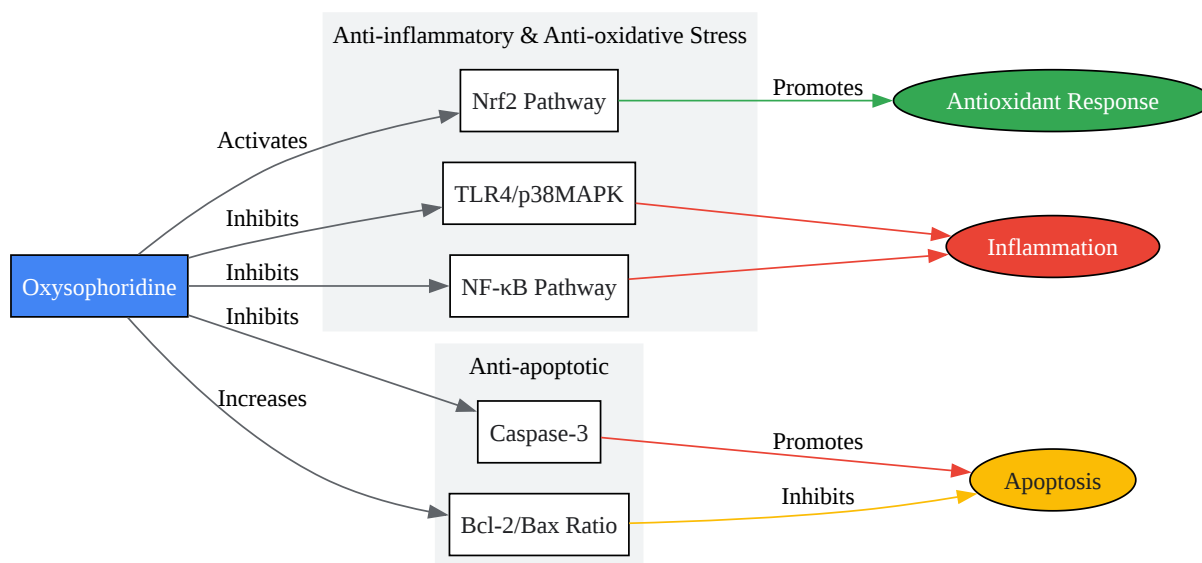 Anti-inflammatory & Anti-oxidative Stress
Nrf2 Pathway
Promotes
Antioxidant Response
Activates
TLR4/p38MAPK
Inhibits
Inflammation
Inhibits
Oxysophoridine
NF-κB Pathway
Inhibits
Anti-apoptotic
Increases
Caspase-3
Promotes
Apoptosis
Inhibits
Bcl-2/Bax Ratio